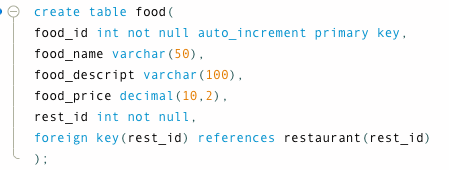 create table food(
food_id int not null auto_increment primary key,
food_name varchar(50),
food_descript varchar(100),
food_price decimal(10,2),
rest_id int not null,
foreign key(rest_id) references restaurant(rest_id)
);